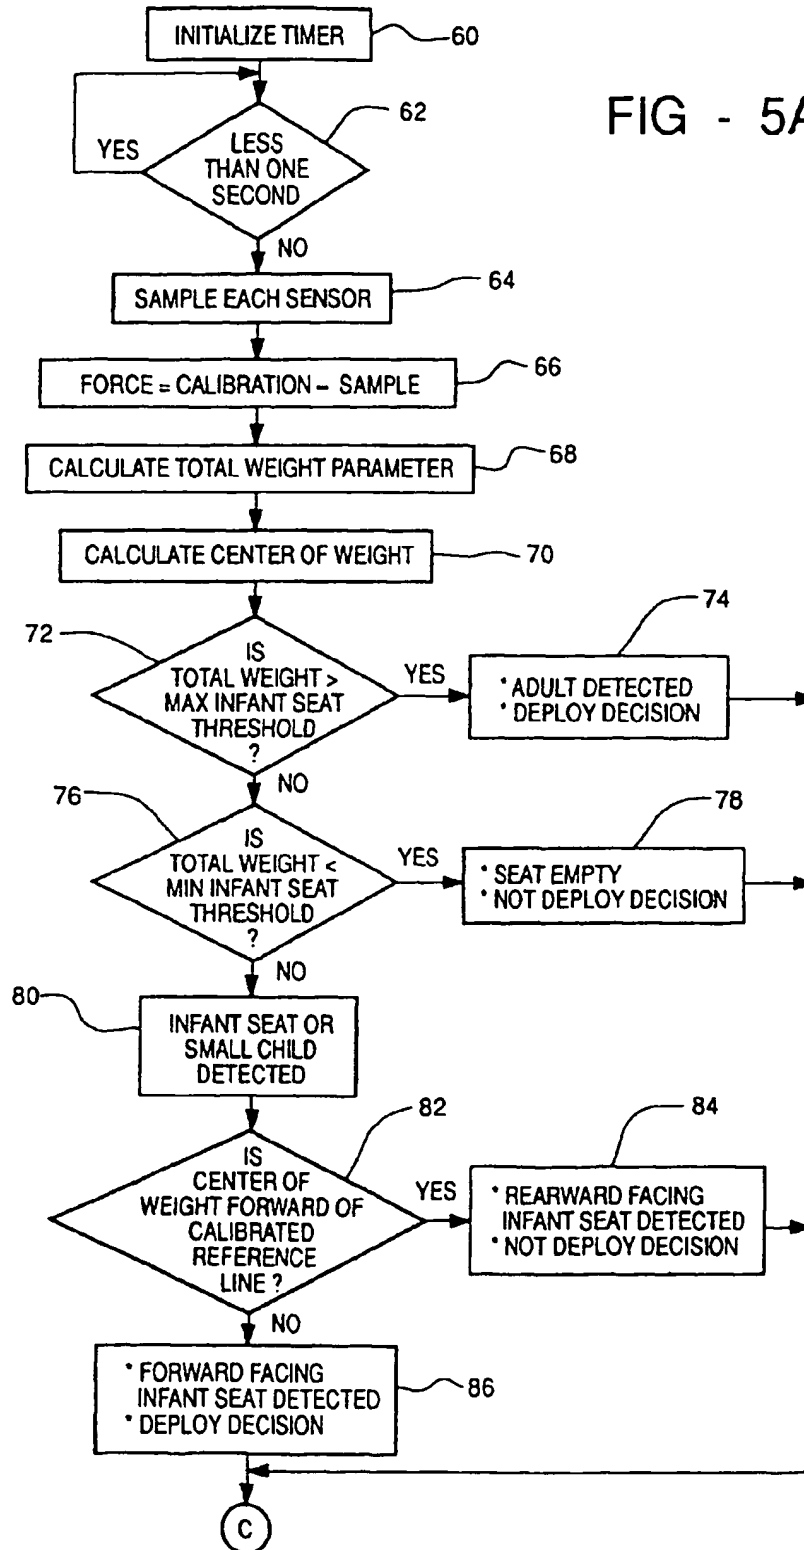 INITIALIZE TIMER
60
FIG - 5A
62
YES
LESS
THAN ONE
SECOND
NO
64
SAMPLE EACH SENSOR
66
FORCE = CALIBRATION - SAMPLE
68
CALCULATE TOTAL WEIGHT PARAMETER
70
CALCULATE CENTER OF WEIGHT
72
IS
TOTAL WEIGHT >
MAX INFANT SEAT
THRESHOLD
?
YES
74
* ADULT DETECTED
* DEPLOY DECISION
NO
76
IS
TOTAL WEIGHT <
MIN INFANT SEAT
THRESHOLD
?
YES
78
* SEAT EMPTY
* NOT DEPLOY DECISION
NO
80
INFANT SEAT OR
SMALL CHILD
DETECTED
82
IS
CENTER OF
WEIGHT FORWARD OF
CALIBRATED
REFERENCE
LINE ?
YES
84
* REARWARD FACING
INFANT SEAT DETECTED
* NOT DEPLOY DECISION
NO
* FORWARD FACING
INFANT SEAT DETECTED
* DEPLOY DECISION
86
C